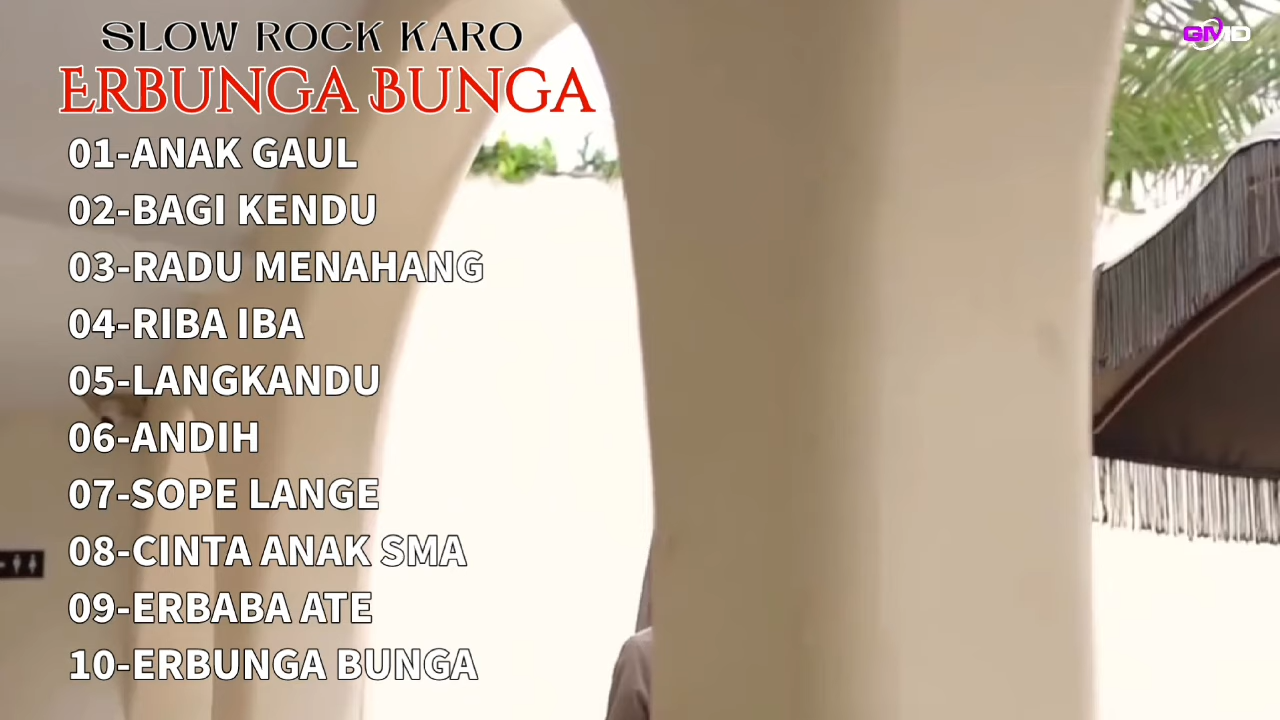 SLOW ROCK KARO
ERBUNGA BUNGA
GMD
01-ANAK GAUL
02-BAGI KENDU
03-RADU MENAHANG
04-RIBA IBA
05-LANGKANDU
06-ANDIH
07-SOPE LANGE
08-CINTA ANAK SMA
09-ERBABA ATE
10-ERBUNGA BUNGA